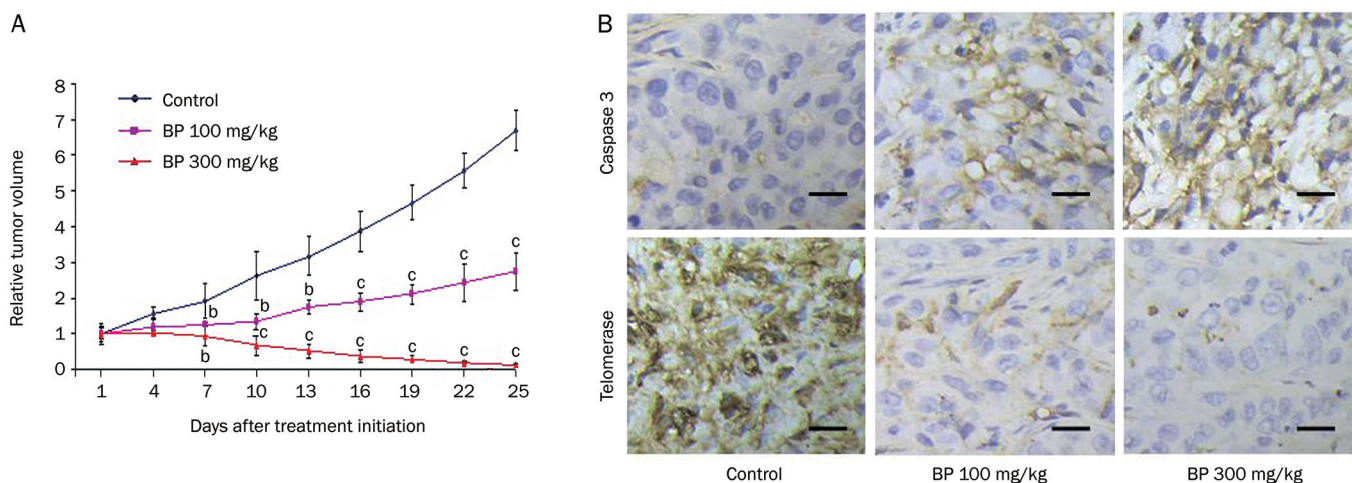 A
Relative tumor volume
8
7
6
5
4
3
2
1
0
Control
BP 100 mg/kg
BP 300 mg/kg
b b b c c c c
b c c c c c c
1 4 7 10 13 16 19 22 25
Days after treatment initiation
B
Caspase 3
Telomerase
Control BP 100 mg/kg BP 300 mg/kg